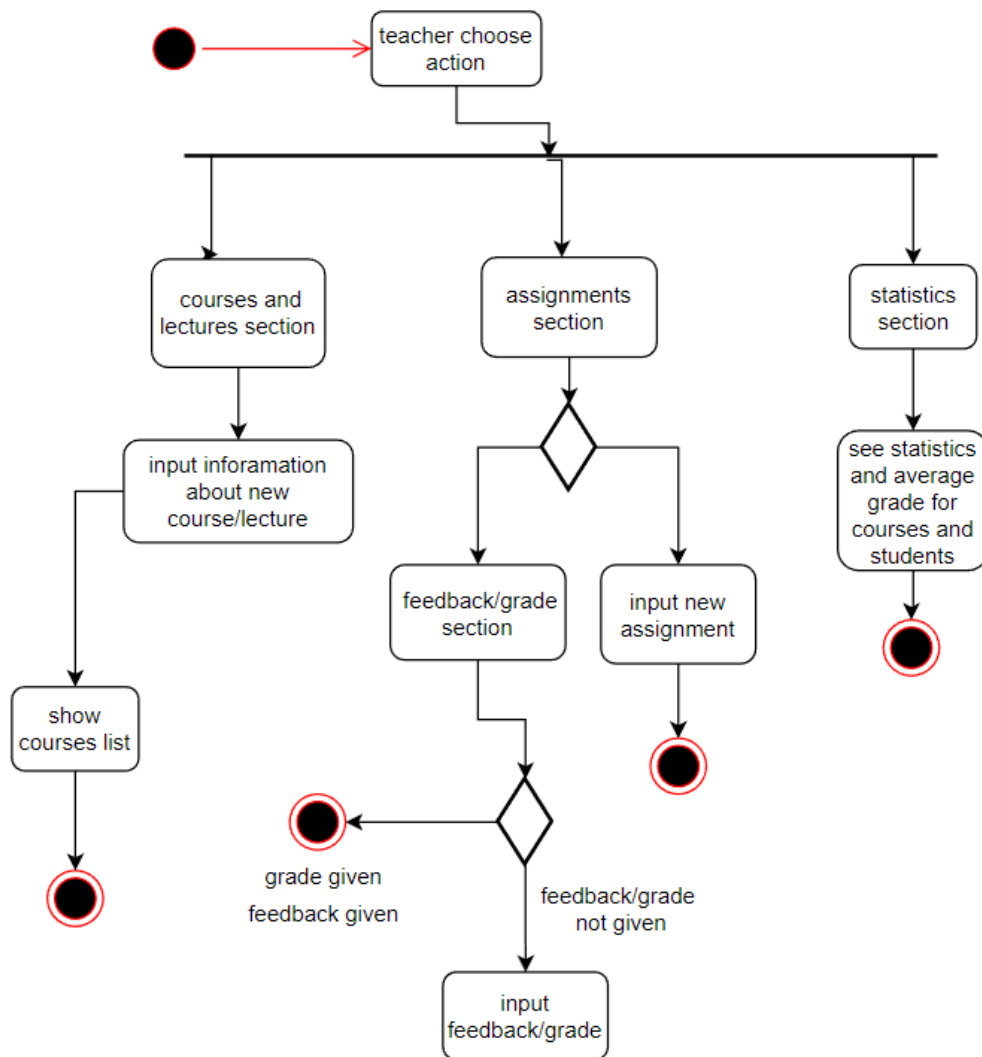 teacher choose
action
courses and
lectures section
assignments
section
statistics
section
input inforamation
about new
course/lecture
see statistics
and average
grade for
courses and
students
feedback/grade
section
input new
assignment
show
courses list
grade given
feedback given
feedback/grade
not given
input
feedback/grade